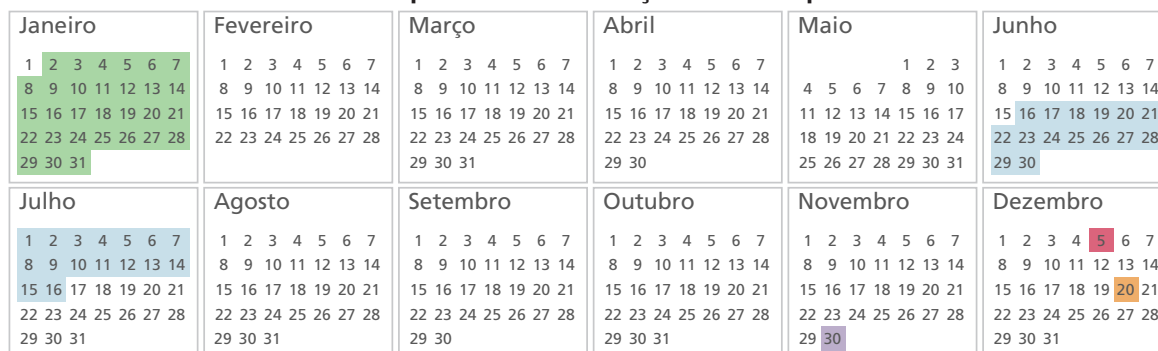 Janeiro
1 2 3 4 5 6 7
8 9 10 11 12 13 14
15 16 17 18 19 20 21
22 23 24 25 26 27 28
29 30 31
Fevereiro
1 2 3 4 5 6 7
8 9 10 11 12 13 14
15 16 17 18 19 20 21
22 23 24 25 26 27 28
Março
1 2 3 4 5 6 7
8 9 10 11 12 13 14
15 16 17 18 19 20 21
22 23 24 25 26 27 28
29 30 31
Abril
1 2 3 4 5 6 7
8 9 10 11 12 13 14
15 16 17 18 19 20 21
22 23 24 25 26 27 28
29 30
Maio
1 2 3
4 5 6 7 8 9 10
11 12 13 14 15 16 17
18 19 20 21 22 23 24
25 26 27 28 29 30 31
Junho
1 2 3 4 5 6 7
8 9 10 11 12 13 14
15 16 17 18 19 20 21
22 23 24 25 26 27 28
29 30
Julho
1 2 3 4 5 6 7
8 9 10 11 12 13 14
15 16 17 18 19 20 21
22 23 24 25 26 27 28
29 30 31
Agosto
1 2 3 4 5 6 7
8 9 10 11 12 13 14
15 16 17 18 19 20 21
22 23 24 25 26 27 28
29 30 31
Setembro
1 2 3 4 5 6 7
8 9 10 11 12 13 14
15 16 17 18 19 20 21
22 23 24 25 26 27 28
29 30
Outubro
1 2 3 4 5 6 7
8 9 10 11 12 13 14
15 16 17 18 19 20 21
22 23 24 25 26 27 28
29 30 31
Novembro
1 2 3 4 5 6 7
8 9 10 11 12 13 14
15 16 17 18 19 20 21
22 23 24 25 26 27 28
29 30
Dezembro
1 2 3 4 5 6 7
8 9 10 11 12 13 14
15 16 17 18 19 20 21
22 23 24 25 26 27 28
29 30 31